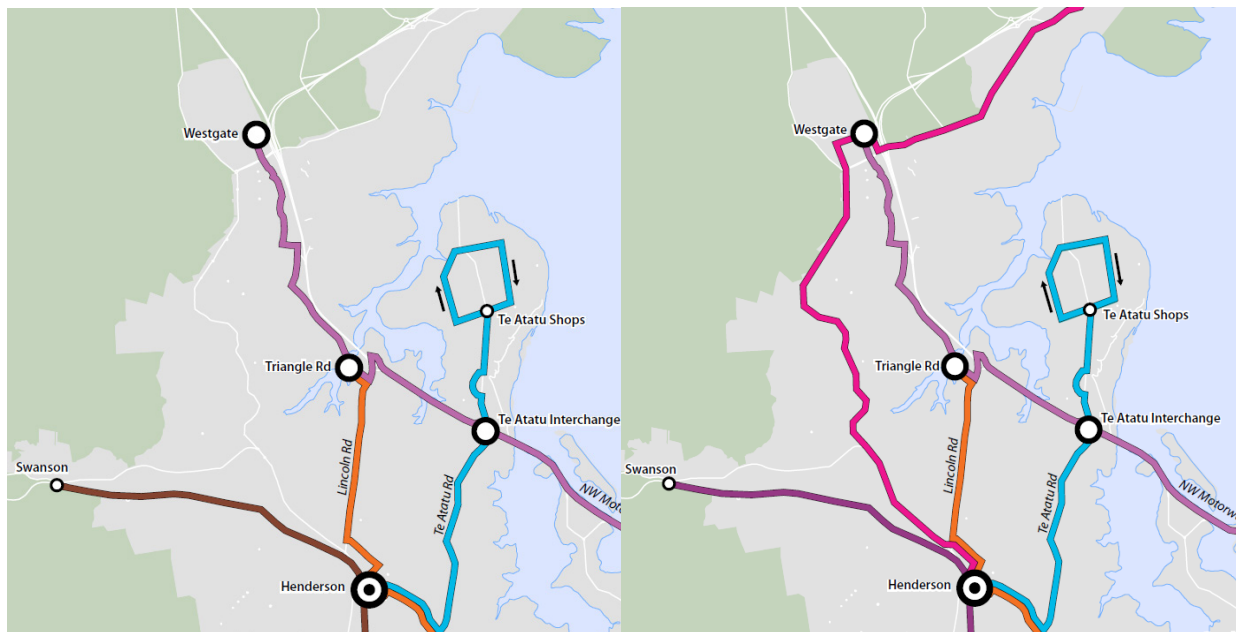 Westgate
Triangle Rd
Te Atatu Shops
Te Atatu Interchange
Lincoln Rd
Te Atatu Rd
NW Motorw
Swanson
Henderson
Westgate
Triangle Rd
Te Atatu Shops
Te Atatu Interchange
Lincoln Rd
Te Atatu Rd
NW Motorw
Swanson
Henderson